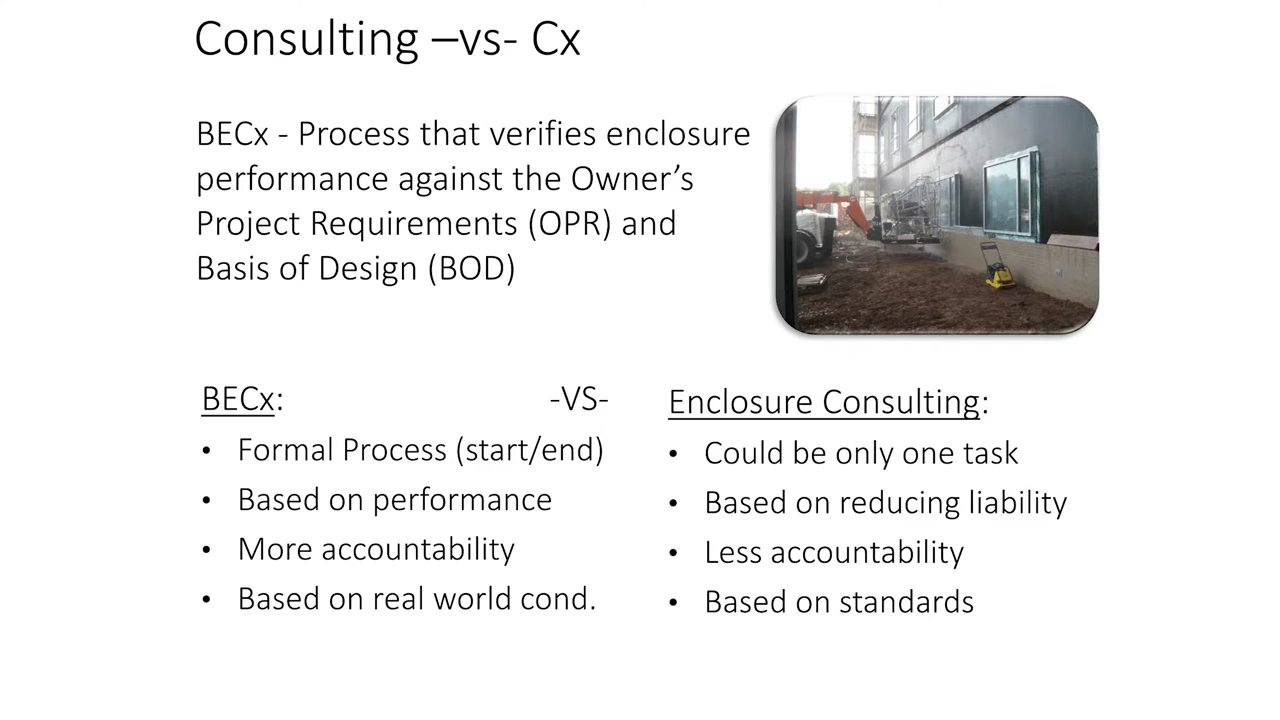 Consulting –vs- Cx
BECx - Process that verifies enclosure
performance against the Owner’s
Project Requirements (OPR) and
Basis of Design (BOD)
BECx: -VS-
• Formal Process (start/end)
• Based on performance
• More accountability
• Based on real world cond.
Enclosure Consulting:
• Could be only one task
• Based on reducing liability
• Less accountability
• Based on standards